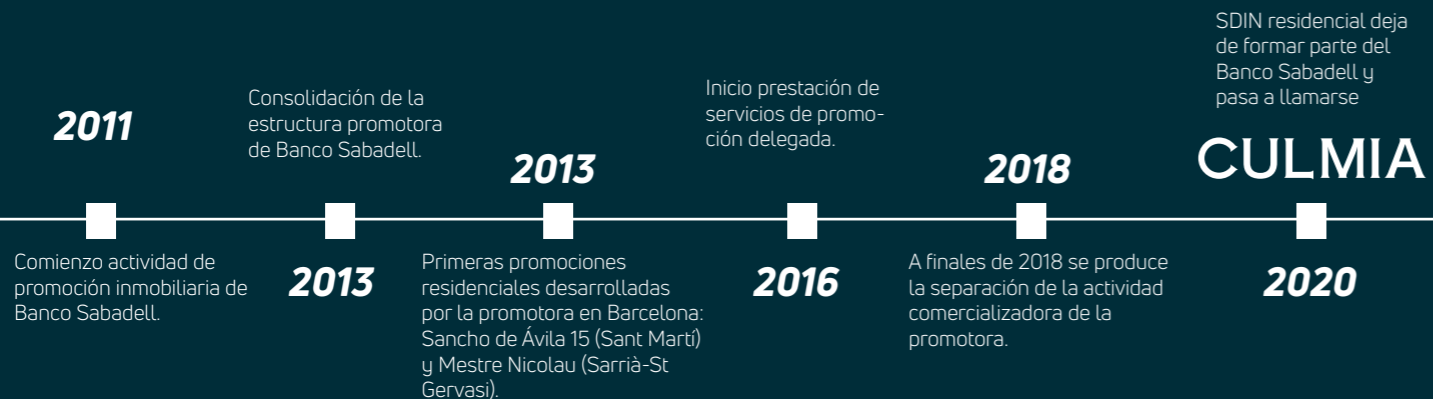 2011
Comienzo actividad de
promoción inmobiliaria de
Banco Sabadell.
Consolidación de la
estructura promotora
de Banco Sabadell.
2013
2013
Primeras promociones
residenciales desarrolladas
por la promotora en Barcelona:
Sancho de Ávila 15 (Sant Martí)
y Mestre Nicolau (Sarrià-St
Gervasi).
Inicio prestación de
servicios de promo-
ción delegada.
2016
2018
A finales de 2018 se produce
la separación de la actividad
comercializadora de la
promotora.
SDIN residencial deja
de formar parte del
Banco Sabadell y
pasa a llamarse
CULMIA
2020